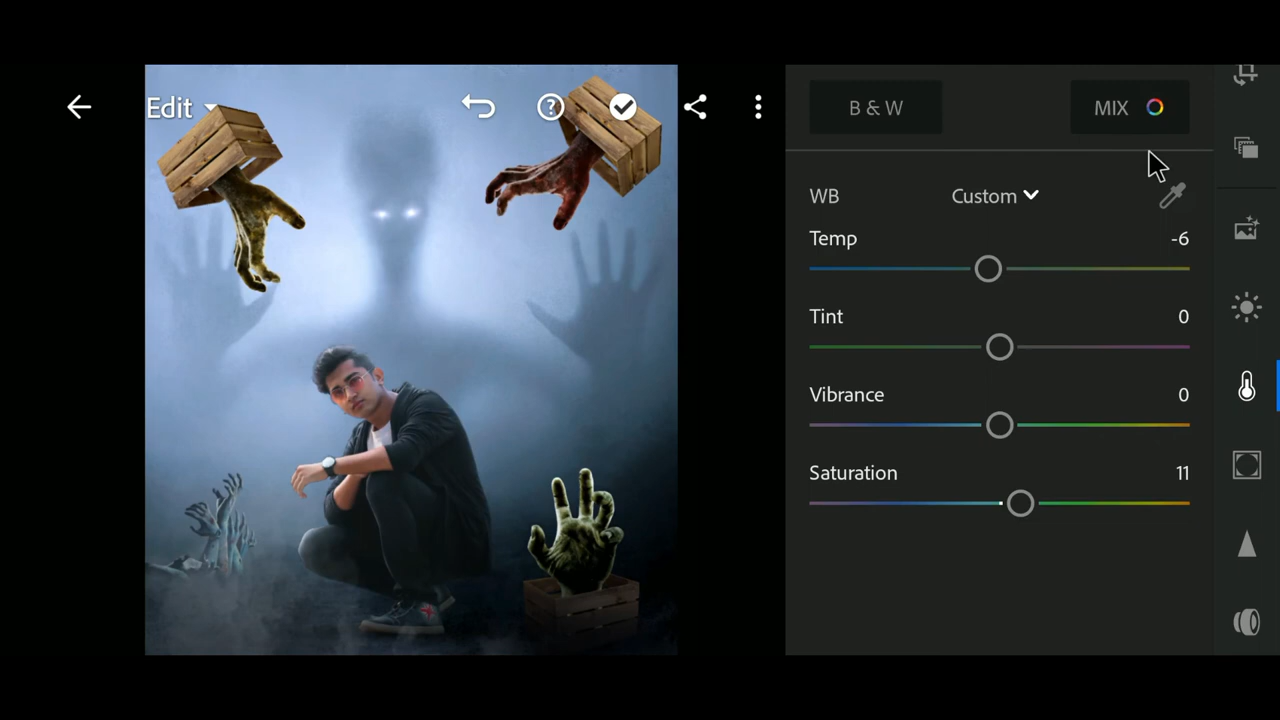 Edit
B & W
MIX
WB
Custom
Temp
-6
Tint
0
Vibrance
0
Saturation
11